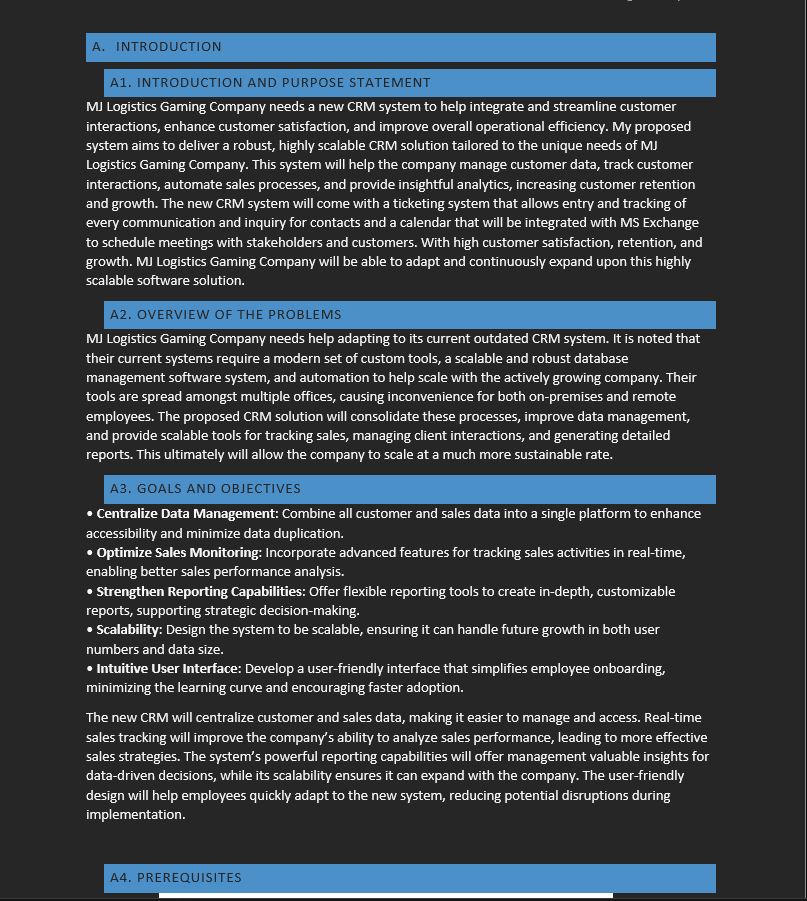 A. INTRODUCTION
A1. INTRODUCTION AND PURPOSE STATEMENT
MJ Logistics Gaming Company needs a new CRM system to help integrate and streamline customer
interactions, enhance customer satisfaction, and improve overall operational efficiency. My proposed
system aims to deliver a robust, highly scalable CRM solution tailored to the unique needs of MJ
Logistics Gaming Company. This system will help the company manage customer data, track customer
interactions, automate sales processes, and provide insightful analytics, increasing customer retention
and growth. The new CRM system will come with a ticketing system that allows entry and tracking of
every communication and inquiry for contacts and a calendar that will be integrated with MS Exchange
to schedule meetings with stakeholders and customers. With high customer satisfaction, retention, and
growth. MJ Logistics Gaming Company will be able to adapt and continuously expand upon this highly
scalable software solution.
A2. OVERVIEW OF THE PROBLEMS
MJ Logistics Gaming Company needs help adapting to its current outdated CRM system. It is noted that
their current systems require a modern set of custom tools, a scalable and robust database
management software system, and automation to help scale with the actively growing company. Their
tools are spread amongst multiple offices, causing inconvenience for both on-premises and remote
employees. The proposed CRM solution will consolidate these processes, improve data management,
and provide scalable tools for tracking sales, managing client interactions, and generating detailed
reports. This ultimately will allow the company to scale at a much more sustainable rate.
A3. GOALS AND OBJECTIVES
• Centralize Data Management: Combine all customer and sales data into a single platform to enhance
accessibility and minimize data duplication.
• Optimize Sales Monitoring: Incorporate advanced features for tracking sales activities in real-time,
enabling better sales performance analysis.
• Strengthen Reporting Capabilities: Offer flexible reporting tools to create in-depth, customizable
reports, supporting strategic decision-making.
• Scalability: Design the system to be scalable, ensuring it can handle future growth in both user
numbers and data size.
• Intuitive User Interface: Develop a user-friendly interface that simplifies employee onboarding,
minimizing the learning curve and encouraging faster adoption.
The new CRM will centralize customer and sales data, making it easier to manage and access. Real-time
sales tracking will improve the company's ability to analyze sales performance, leading to more effective
sales strategies. The system's powerful reporting capabilities will offer management valuable insights for
data-driven decisions, while its scalability ensures it can expand with the company. The user-friendly
design will help employees quickly adapt to the new system, reducing potential disruptions during
implementation.
A4. PREREQUISITES